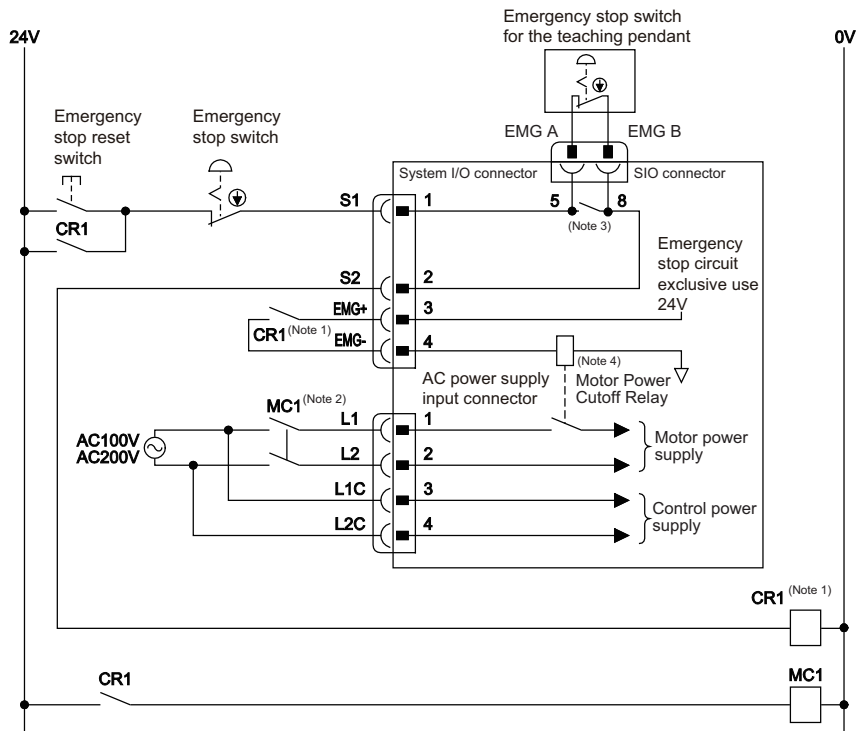 Emergency stop switch
for the teaching pendant
24V
0V
Emergency
stop reset
switch
Emergency
stop switch
EMG A
EMG B
System I/O connector
SIO connector
S1
1
5
8
(Note 3)
CR1
Emergency
stop circuit
exclusive use
24V
S2
2
EMG+
3
CR1 (Note 1)
EMG-
4
(Note 4)
AC power supply
input connector
Motor Power
Cutoff Relay
MC1 (Note 2)
L1
1
AC100V
AC200V
L2
2
Motor power
supply
L1C
3
L2C
4
Control power
supply
CR1 (Note 1)
CR1
MC1